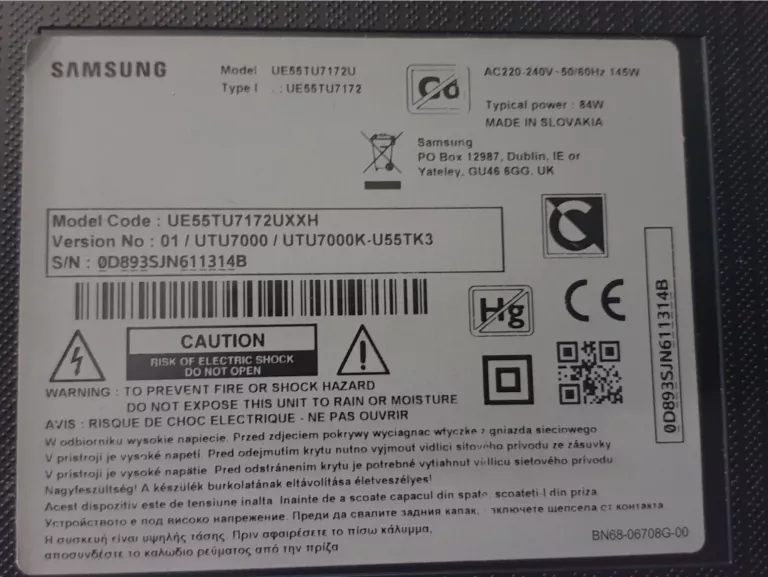 SAMSUNG
Model UE55TU7172U
Type I . : UE55TU7172
Cd
AC220-240V~50/60Hz 145W
Typical power : 84W
MADE IN SLOVAKIA
Samsung
PO Box 12987, Dublin, IE or
Yateley, GU46 6GG, UK
Model Code : UE55TU7172UXXH
Version No : 01 / UTU7000 / UTU7000K-U55TK3
S/N : 0D893SJN611314B
Hg
CE
CAUTION
RISK OF ELECTRIC SHOCK
DO NOT OPEN
0D893SJN611314B
WARNING : TO PREVENT FIRE OR SHOCK HAZARD
DO NOT EXPOSE THIS UNIT TO RAIN OR MOISTURE
AVIS : RISQUE DE CHOC ELECTRIQUE - NE PAS OUVRIR
W odborniku wysokie napiecie. Przed zdjeciem pokrywy wyciagnac wtyczke z gniazda sieciowego
V pristroji je vysoké napetí. Pred odejmutím krytu nutno vyjmout vidlici sitového prívodu ze zásuvky
V prístroji je vysoké napätie. Pred odstránením krytu je potrebné vytiahnut vidlicu sietového prívodu
Nagyfeszültség! A készülék burkolatának eltávolítása életveszélyes!
Acest dispozitiv este de tensiune inalta. Inainte de a scoate capacul din spate, scoateti-l din priza
Устройството е под високо напрежение. Преди да свалите задния капак, изключете щепсела от контакта
Η συσκευή είναι υψηλής τάσης. Πριν αφαιρέσετε το πίσω κάλυμμα,
αποσυνδέστε το καλώδιο ρεύματος από την πρίζα
BN68-06708G-00